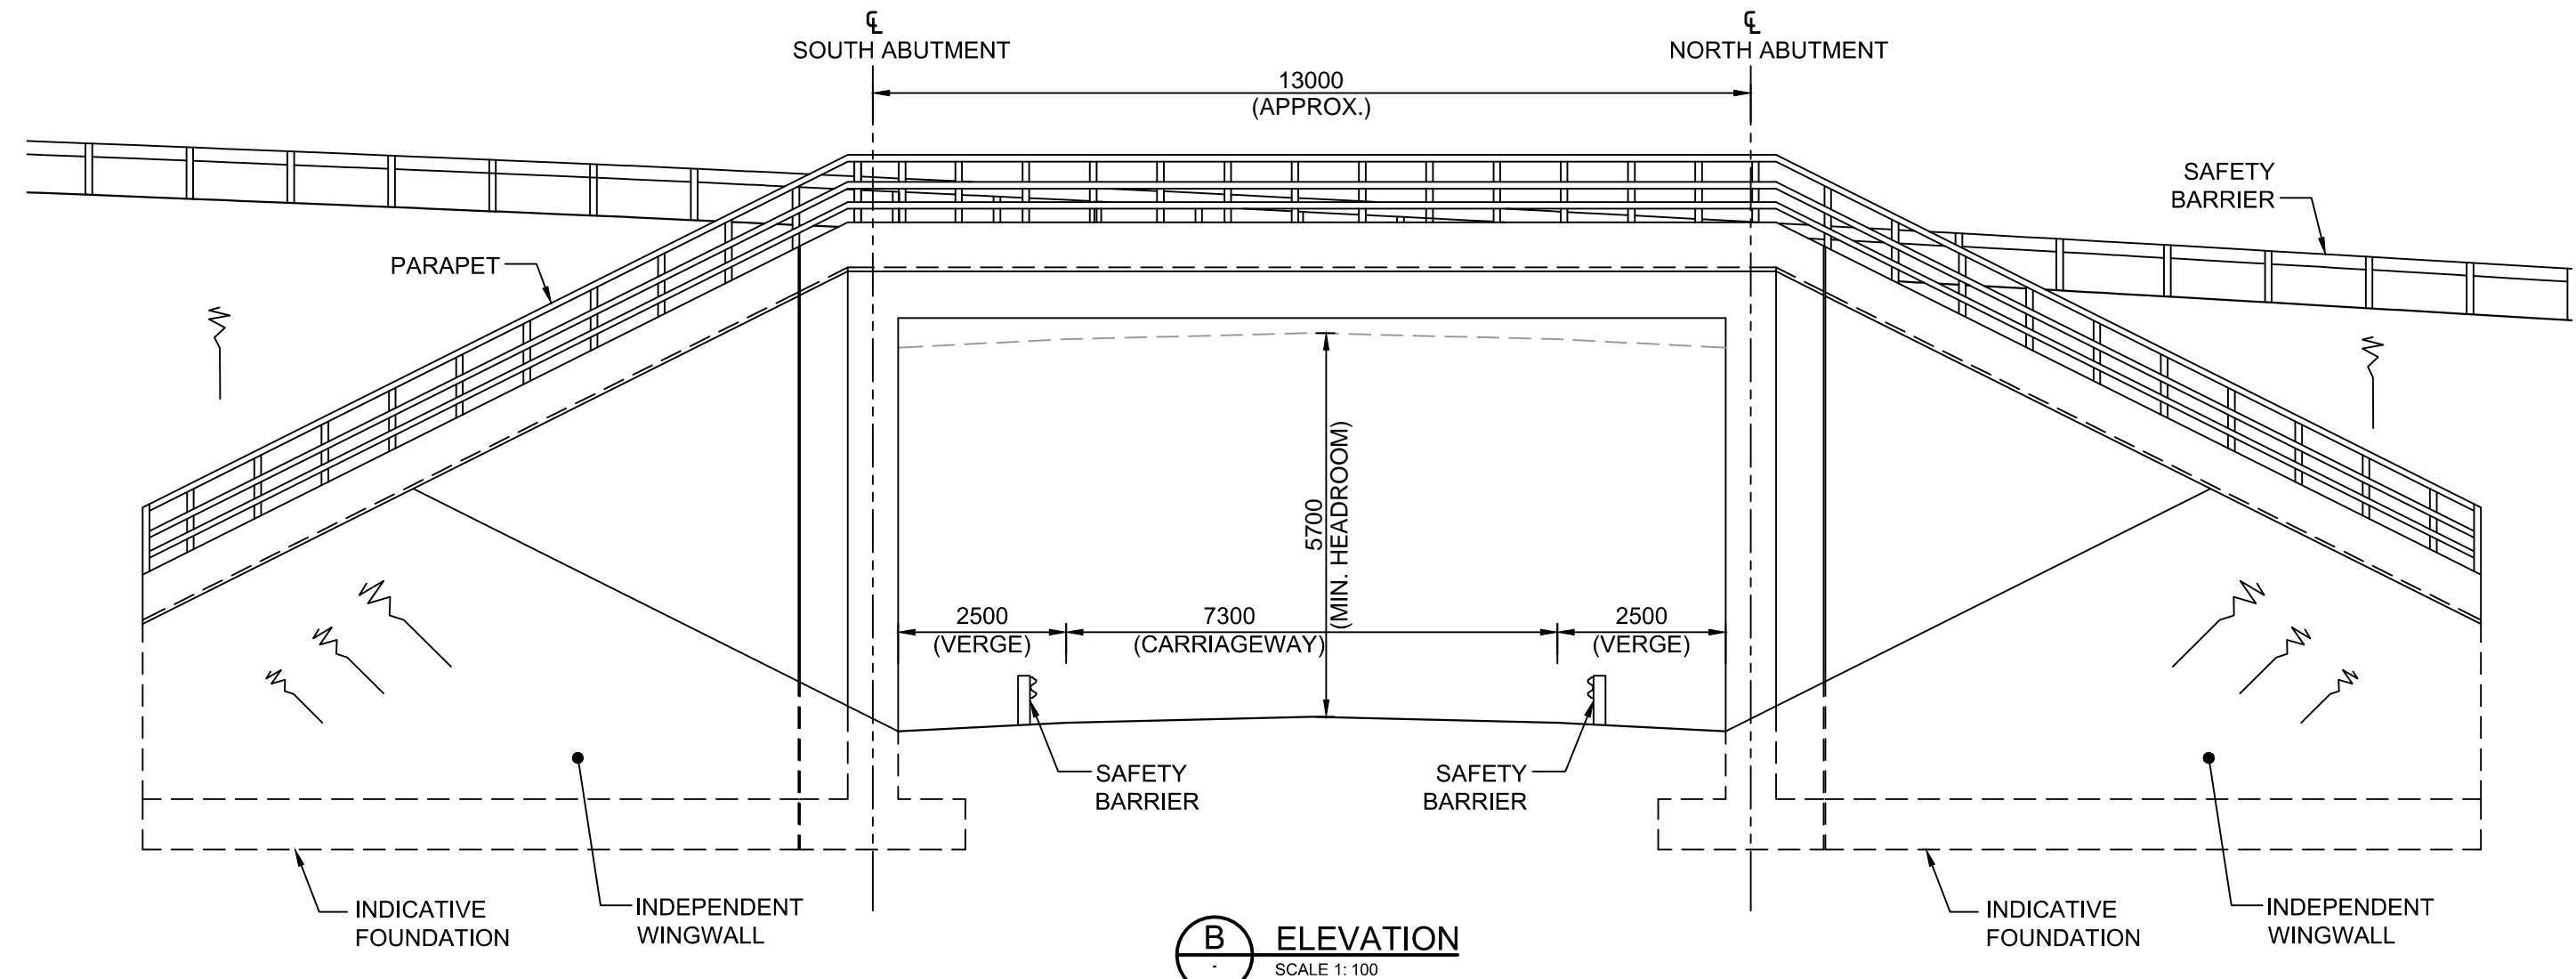 ℄
SOUTH ABUTMENT
℄
NORTH ABUTMENT
13000
(APPROX.)
SAFETY
BARRIER
PARAPET
5700
(MIN. HEADROOM)
2500
(VERGE)
7300
(CARRIAGEWAY)
2500
(VERGE)
SAFETY
BARRIER
SAFETY
BARRIER
INDICATIVE
FOUNDATION
INDEPENDENT
WINGWALL
INDICATIVE
FOUNDATION
INDEPENDENT
WINGWALL
B
-
ELEVATION
SCALE 1: 100